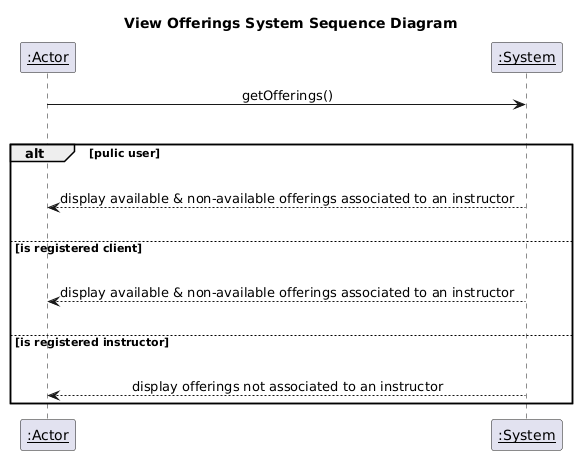 View Offerings System Sequence Diagram
:Actor
:System
getOfferings()
alt
[pulic user]
display available & non-available offerings associated to an instructor
[is registered client]
display available & non-available offerings associated to an instructor
[is registered instructor]
display offerings not associated to an instructor
:Actor
:System